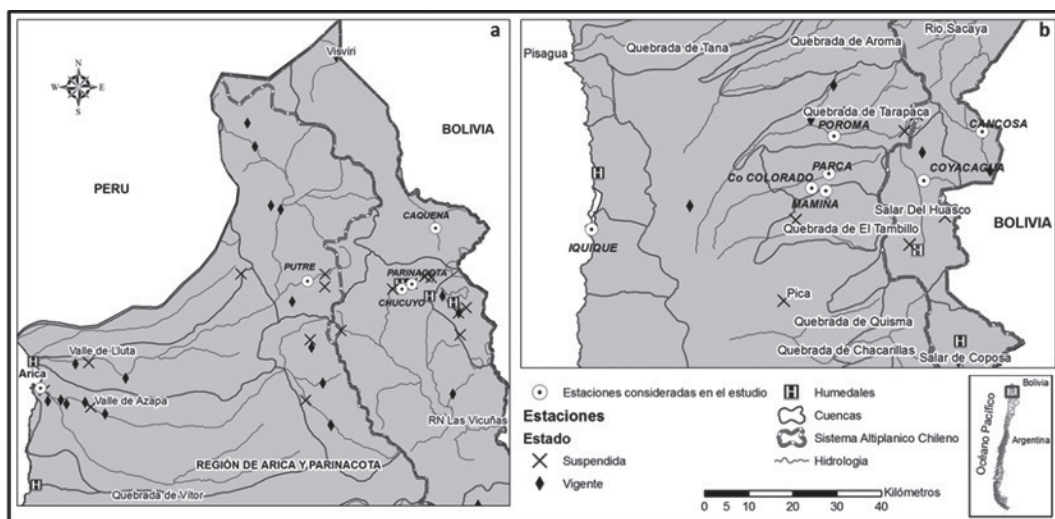 a
Visviri
N
W E
S
BOLIVIA
PERU
CAQUENA
PUTRE
PARINACOTA
CHUCUYO
Valle de Lluta
Arica
Valle de Azapa
RN Las Vicuñas
REGIÓN DE ARICA Y PARINACOTA
Quebrada de Vítor
b
Rio Sacaya
Quebrada de Tana
Quebrada de Aroma
Pisagua
Quebrada de Tarapaca
POROMA
CANCOSA
PARCA
COYACAGUA
Co COLORADO
MAMIÑA
Salar Del Huasco
BOLIVIA
Quebrada de El Tambillo
IQUIQUE
Pica
Quebrada de Quisma
Quebrada de Chacarillas
Salar de Coposa
Estaciones consideradas en el estudio
Estaciones
Estado
Suspendida
Vigente
H Humedales
Cuencas
Sistema Altiplanico Chileno
Hidrologia
Kilómetros
0 10 20 30 40
Bolivia
Océano Pacífico
Argentina